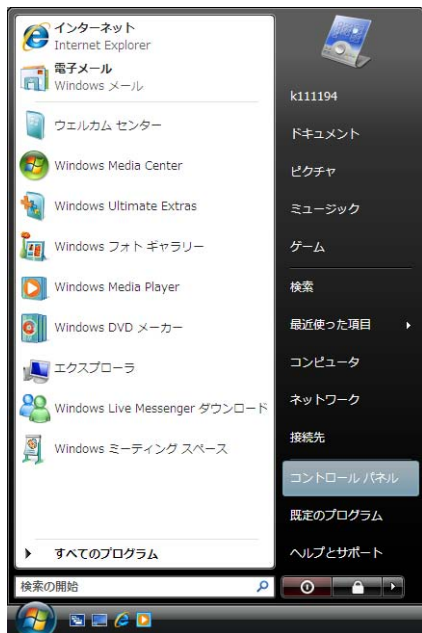 インターネット
Internet Explorer
電子メール
Windows メール
ウェルカム センター
Windows Media Center
Windows Ultimate Extras
Windows フォト ギャラリー
Windows Media Player
Windows DVD メーカー
エクスプローラ
Windows Live Messenger ダウンロード
Windows ミーティング スペース
すべてのプログラム
検索の開始
k111194
ドキュメント
ピクチャ
ミュージック
ゲーム
検索
最近使った項目
コンピュータ
ネットワーク
接続先
コントロール パネル
既定のプログラム
ヘルプとサポート